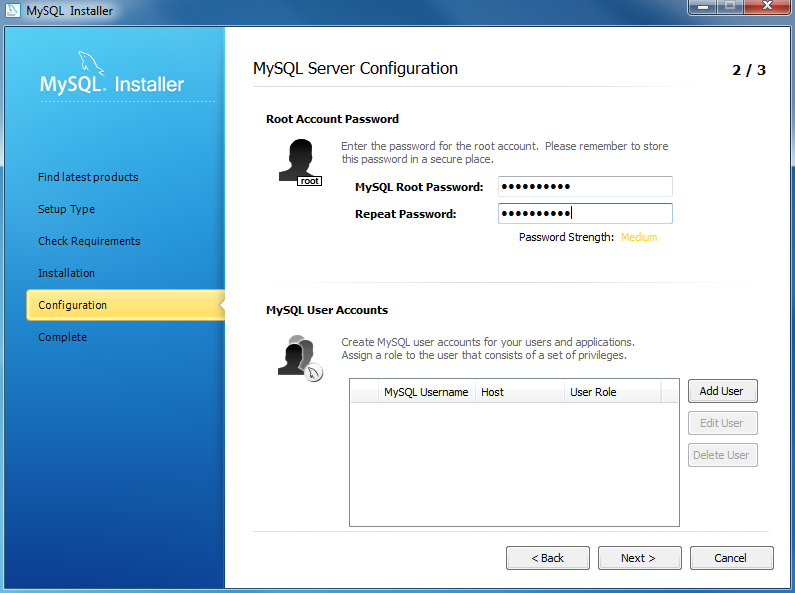 MySQL Installer
MySQL. Installer
Find latest products
Setup Type
Check Requirements
Installation
Configuration
Complete
MySQL Server Configuration
2 / 3
Root Account Password
root
Enter the password for the root account. Please remember to store
this password in a secure place.
MySQL Root Password: ●●●●●●●●●●
Repeat Password: ●●●●●●●●●●
Password Strength: Medium
MySQL User Accounts
Create MySQL user accounts for your users and applications.
Assign a role to the user that consists of a set of privileges.
MySQL Username Host User Role
Add User
Edit User
Delete User
< Back Next > Cancel